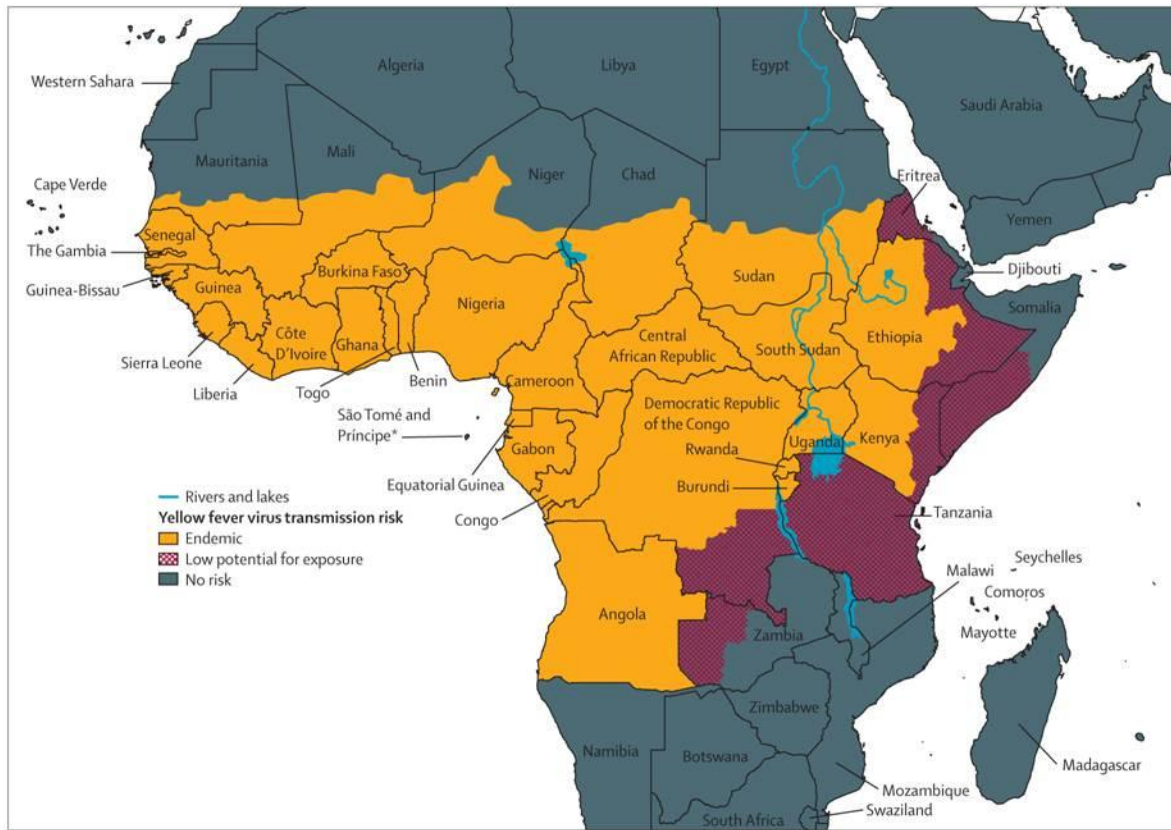 Western Sahara
Algeria
Libya
Egypt
Saudi Arabia
Mauritania
Mali
Niger
Chad
Eritrea
Cape Verde
Yemen
Senegal
The Gambia
Burkina Faso
Sudan
Djibouti
Guinea-Bissau
Guinea
Nigeria
Somalia
Côte
D'Ivoire
Ghana
Central
African Republic
South Sudan
Ethiopia
Sierra Leone
Liberia
Togo
Benin
Cameroon
São Tomé and
Príncipe*
Democratic Republic
of the Congo
Uganda
Kenya
Gabon
Rwanda
Equatorial Guinea
Burundi
Congo
Tanzania
Rivers and lakes
Yellow fever virus transmission risk
Endemic
Low potential for exposure
No risk
Seychelles
Malawi
Comoros
Angola
Zambia
Mayotte
Zimbabwe
Namibia
Botswana
Madagascar
Mozambique
Swaziland
South Africa